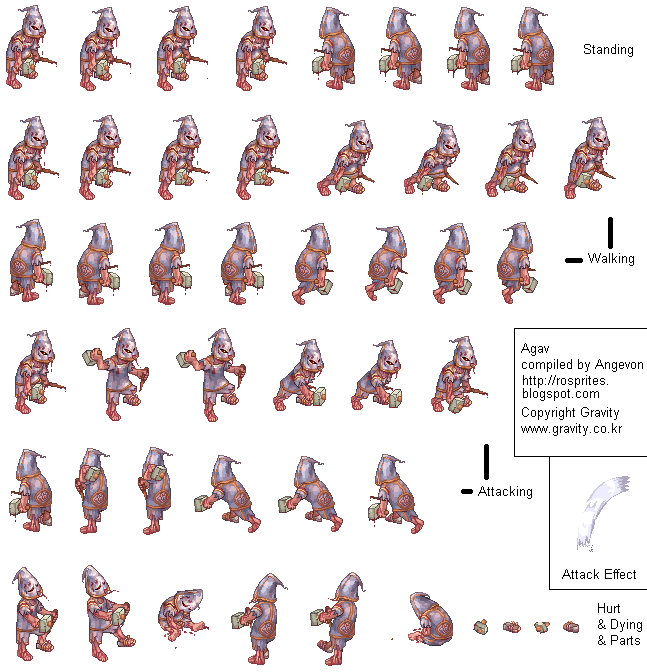 Standing
Walking
Agav
compiled by Angevon
http://rosprites.
blogspot.com
Copyright Gravity
www.gravity.co.kr
Attacking
Attack Effect
Hurt
& Dying
& Parts